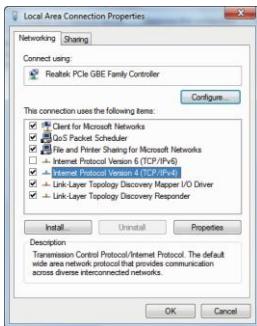 Local Area Connection Properties
Networking Sharing
Connect using:
Realtek PCIe GBE Family Controller
Configure...
This connection uses the following items:
Client for Microsoft Networks
QoS Packet Scheduler
File and Printer Sharing for Microsoft Networks
Internet Protocol Version 6 (TCP/IPv6)
Internet Protocol Version 4 (TCP/IPv4)
Link-Layer Topology Discovery Mapper I/O Driver
Link-Layer Topology Discovery Responder
Install... Uninstall Properties
Description
Transmission Control Protocol/Internet Protocol. The default
wide area network protocol that provides communication
across diverse interconnected networks.
OK Cancel